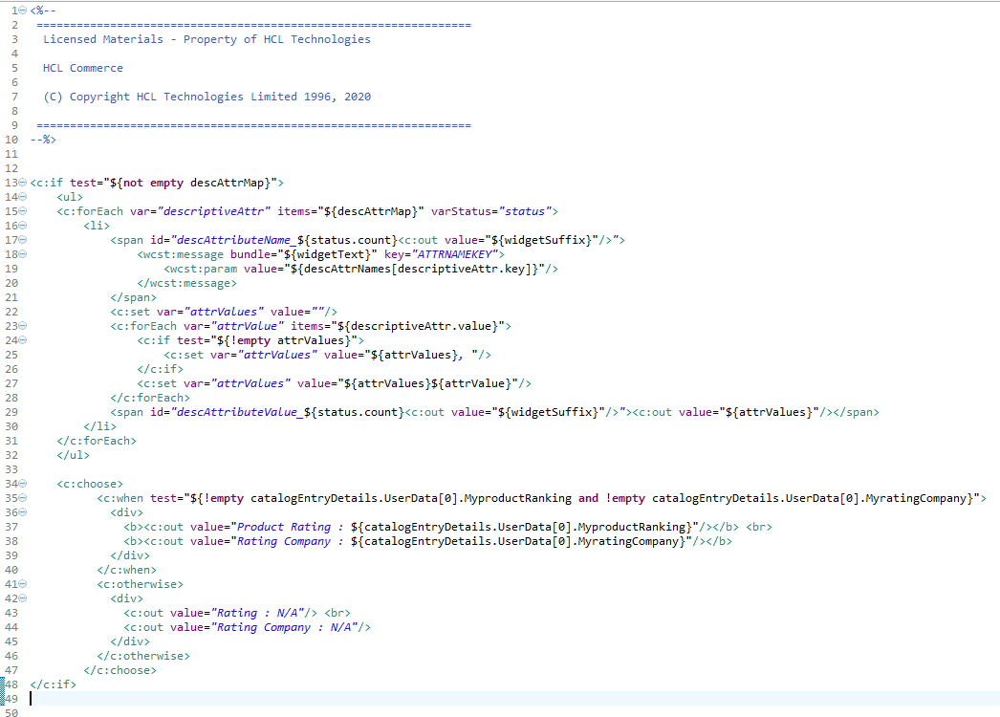 1 <%--
2 =================================================================
3 Licensed Materials - Property of HCL Technologies
4
5 HCL Commerce
6
7 (C) Copyright HCL Technologies Limited 1996, 2020
8
9 =================================================================
10 --%>
11
12
13 <c:if test="${not empty descAttrMap}">
14 <ul>
15 <c:forEach var="descriptiveAttr" items="${descAttrMap}" varStatus="status">
16 <li>
17 <span id="descAttributeName_${status.count}<c:out value="${widgetSuffix}"/>">
18 <wcst:message bundle="${widgetText}" key="ATTRNAMEKEY">
19 <wcst:param value="${descAttrNames[descriptiveAttr.key]}"/>
20 </wcst:message>
21 </span>
22 <c:set var="attrValues" value=""/>
23 <c:forEach var="attrValue" items="${descriptiveAttr.value}">
24 <c:if test="${!empty attrValues}">
25 <c:set var="attrValues" value="${attrValues}, "/>
26 </c:if>
27 <c:set var="attrValues" value="${attrValues}${attrValue}"/>
28 </c:forEach>
29 <span id="descAttributeValue_${status.count}<c:out value="${widgetSuffix}"/>"><c:out value="${attrValues}"/></span>
30 </li>
31 </c:forEach>
32 </ul>
33
34 <c:choose>
35 <c:when test="${!empty catalogEntryDetails.UserData[0].MyproductRanking and !empty catalogEntryDetails.UserData[0].MyratingCompany}">
36 <div>
37 <b><c:out value="Product Rating : ${catalogEntryDetails.UserData[0].MyproductRanking}"/></b> <br>
38 <b><c:out value="Rating Company : ${catalogEntryDetails.UserData[0].MyratingCompany}"/></b>
39 </div>
40 </c:when>
41 <c:otherwise>
42 <div>
43 <c:out value="Rating : N/A"/> <br>
44 <c:out value="Rating Company : N/A"/>
45 </div>
46 </c:otherwise>
47 </c:choose>
48 </c:if>
49
50